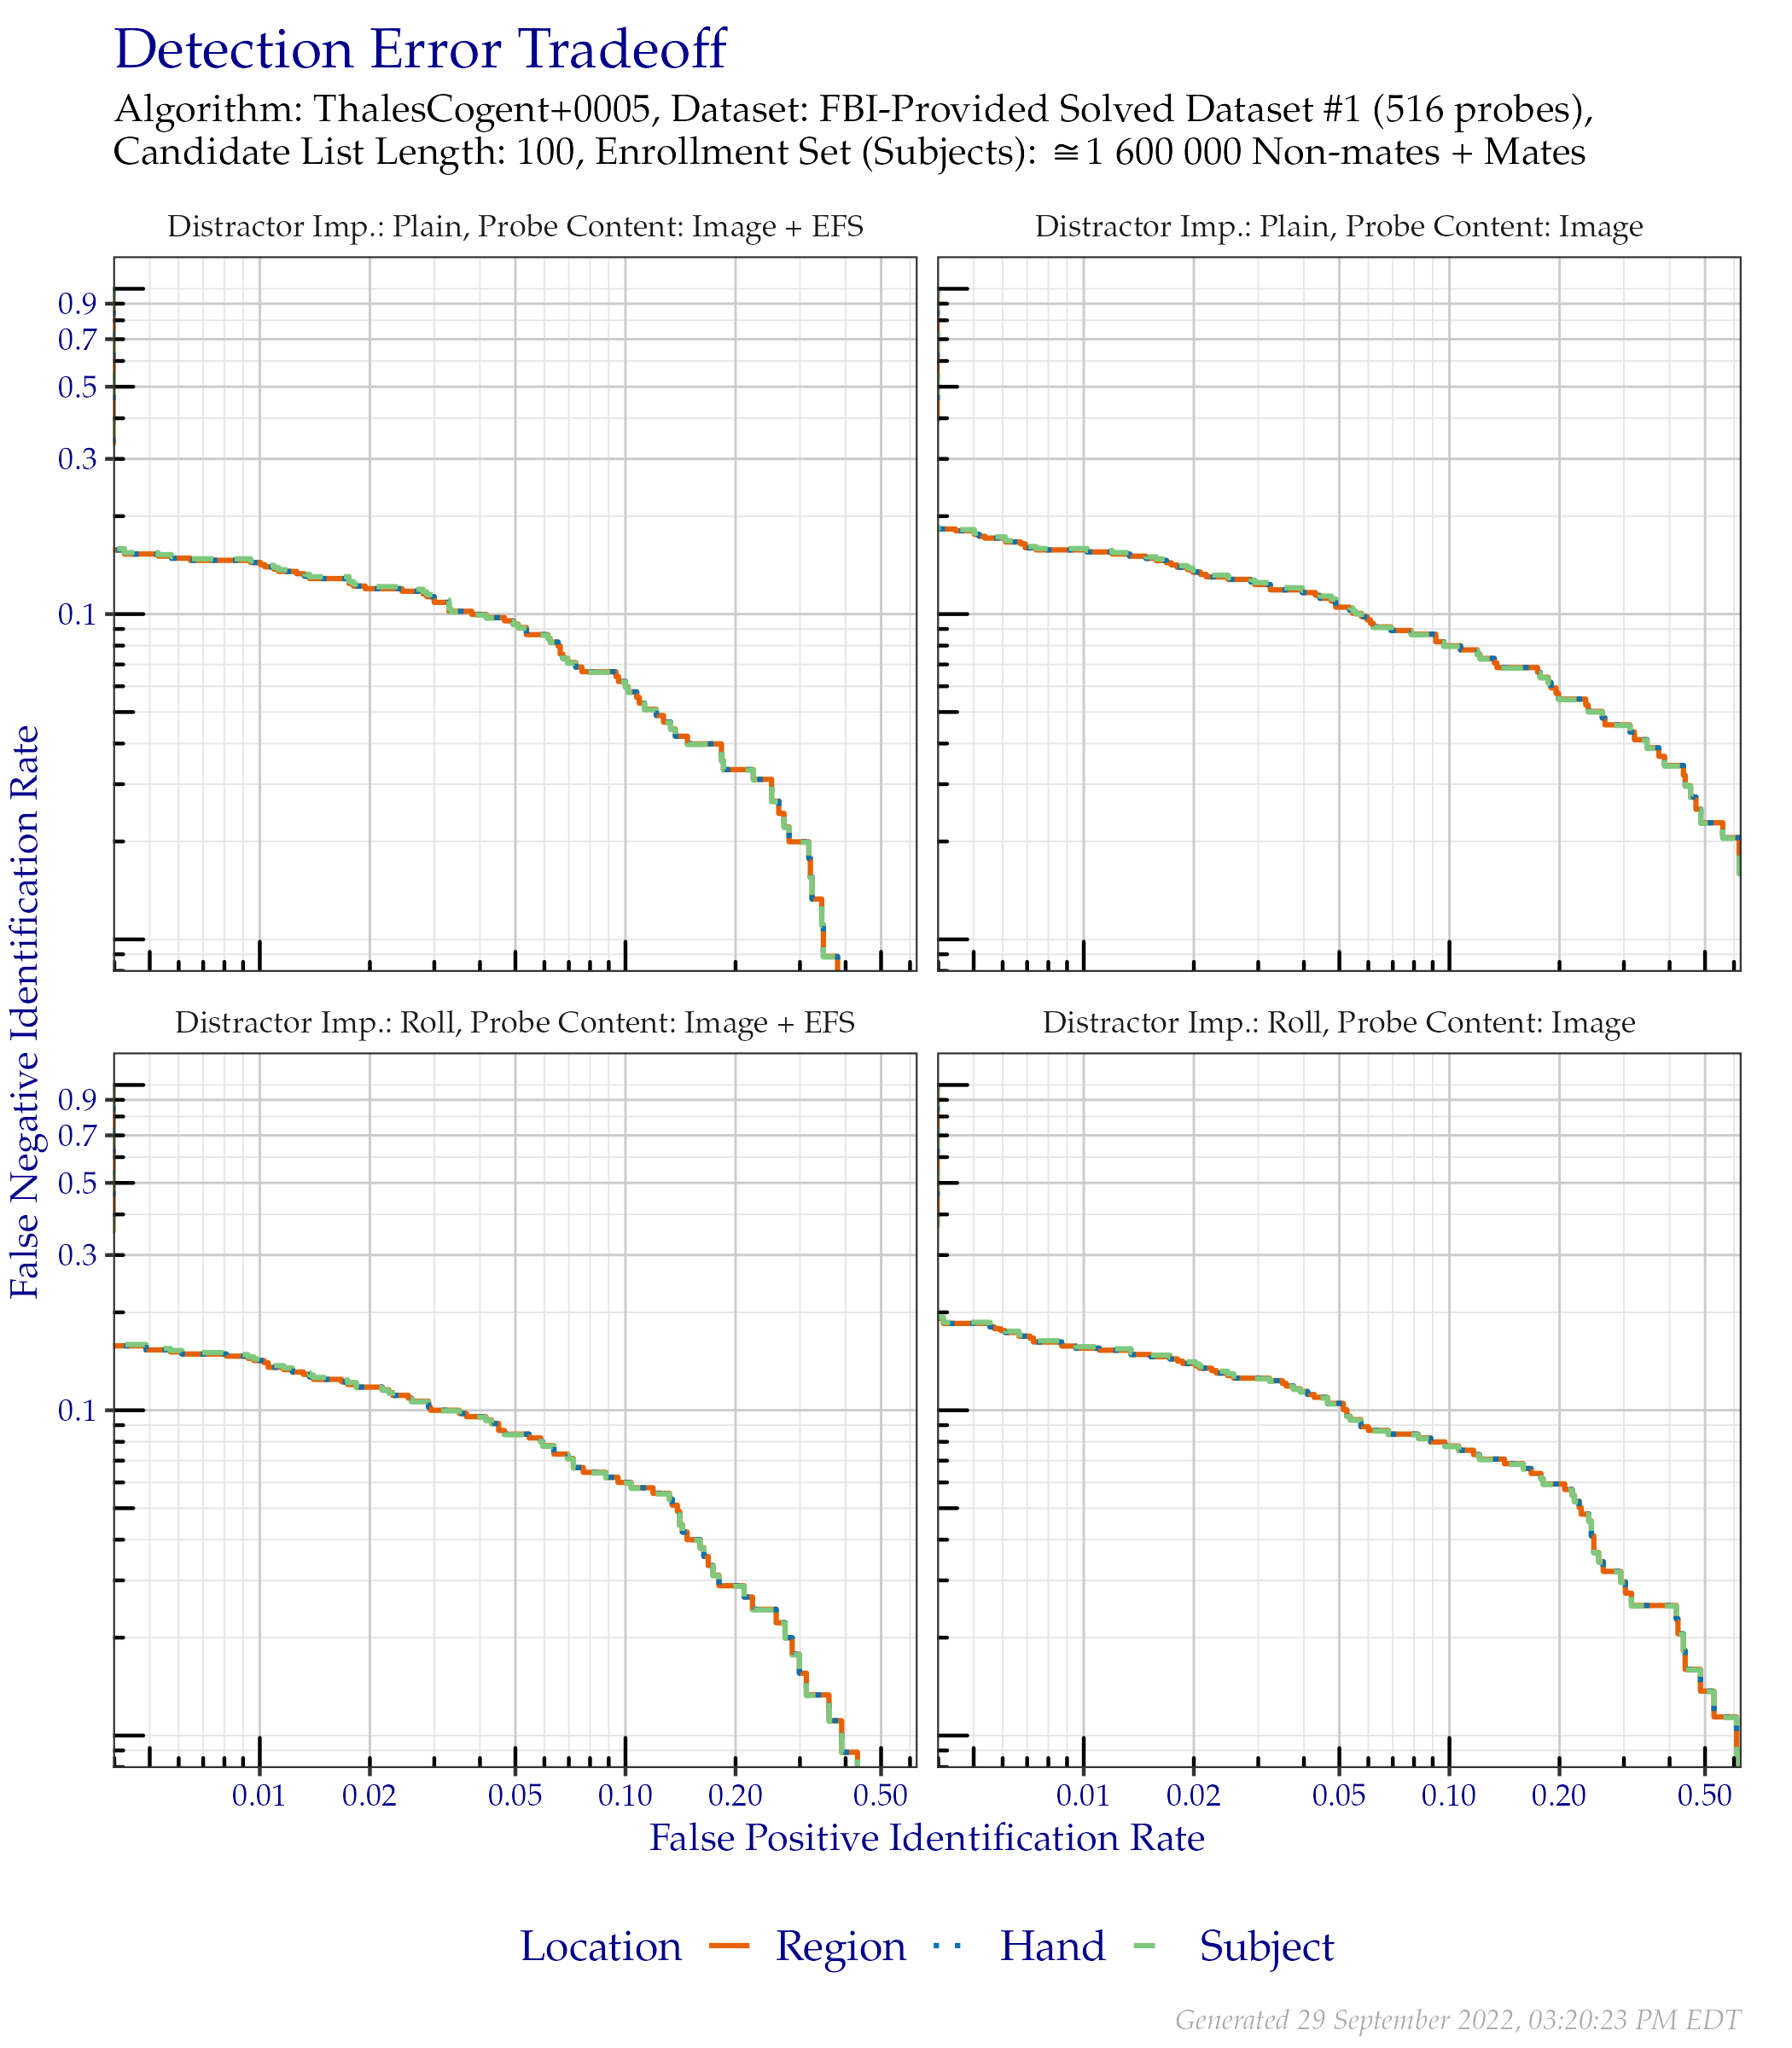 Detection Error Tradeoff
Algorithm: ThalesCogent+0005, Dataset: FBI-Provided Solved Dataset #1 (516 probes),
Candidate List Length: 100, Enrollment Set (Subjects): ≅1 600 000 Non-mates + Mates
Distractor Imp.: Plain, Probe Content: Image + EFS
Distractor Imp.: Plain, Probe Content: Image
0.9
0.7
0.5
0.3
0.1
False Negative Identification Rate
Distractor Imp.: Roll, Probe Content: Image + EFS
Distractor Imp.: Roll, Probe Content: Image
0.9
0.7
0.5
0.3
0.1
0.01 0.02 0.05 0.10 0.20 0.50
0.01 0.02 0.05 0.10 0.20 0.50
False Positive Identification Rate
Location Region Hand Subject
Generated 29 September 2022, 03:20:23 PM EDT